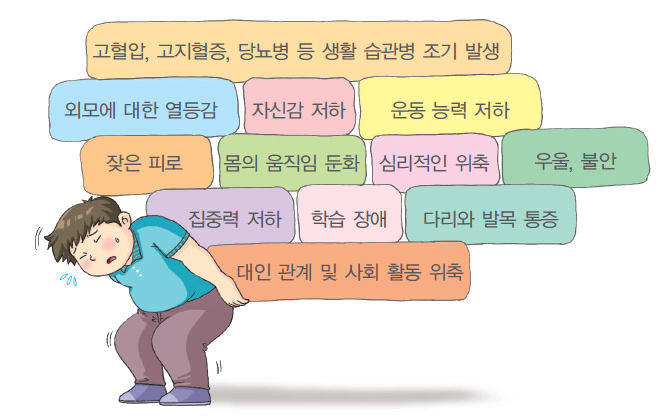 고혈압, 고지혈증, 당뇨병 등 생활 습관병 조기 발생
외모에 대한 열등감
자신감 저하
운동 능력 저하
잦은 피로
몸의 움직임 둔화
심리적인 위축
우울, 불안
집중력 저하
학습 장애
다리와 발목 통증
대인 관계 및 사회 활동 위축